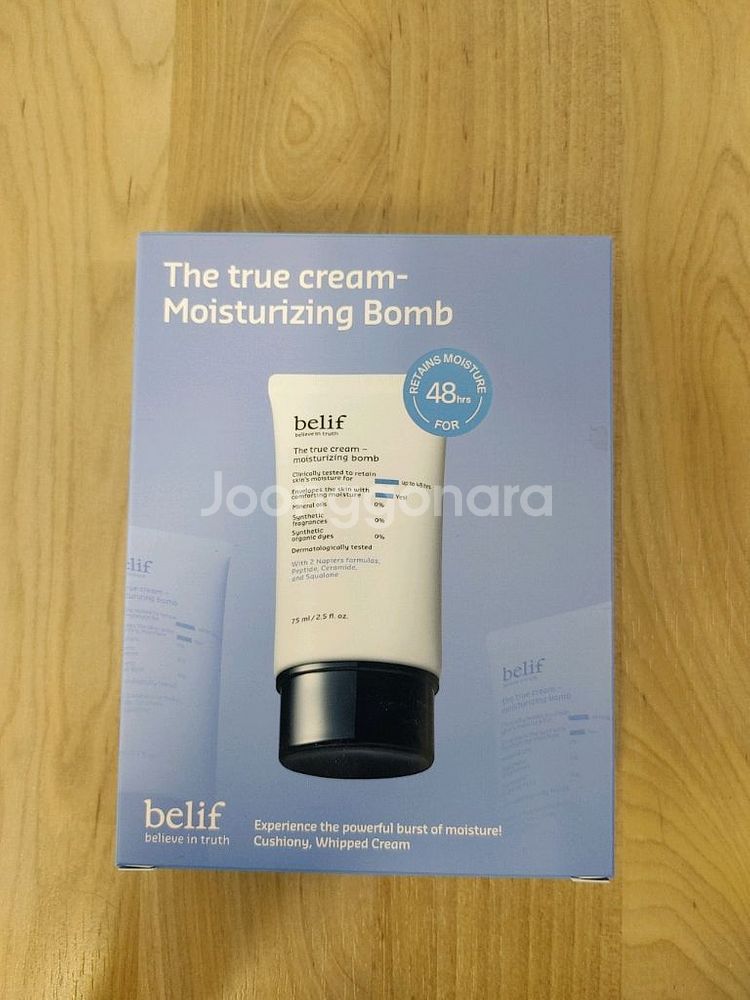 The true cream-
Moisturizing Bomb
RETAINS MOISTURE
48hrs
FOR
belif
believe in truth
The true cream –
moisturizing bomb
Clinically tested to retain
skin's moisture for
up to 48 hrs.
Envelopes the skin with
comforting moisture
Yes!
Mineral oils 0%
Synthetic
fragrances 0%
Synthetic
organic dyes 0%
Dermatologically tested
With 2 Napiers formulas,
Peptide, Ceramide,
and Squalane
75 ml / 2.5 fl. oz.
Joonggonara
belif
the true cream –
moisturizing bomb
belif
believe in truth
Experience the powerful burst of moisture!
Cushiony, Whipped Cream